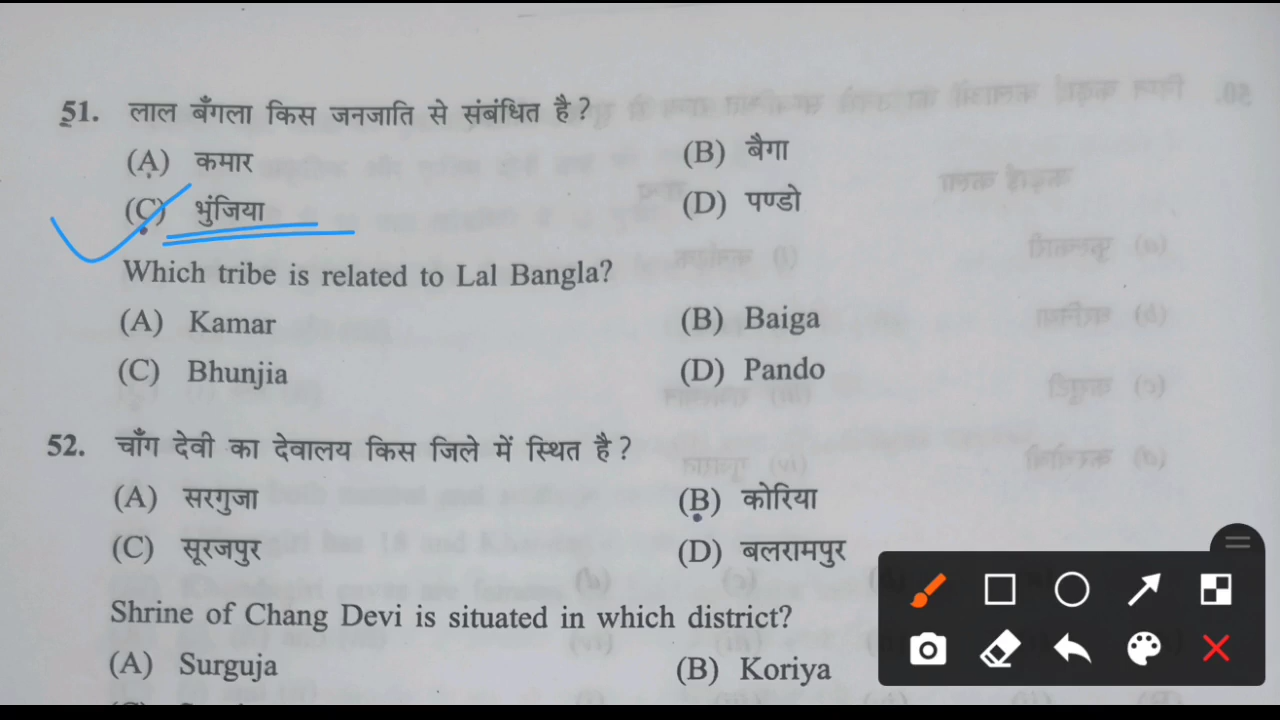 51. लाल बँगला किस जनजाति से संबंधित है ?
(A) कमार (B) बैगा
(C) भुंजिया (D) पण्डो
Which tribe is related to Lal Bangla?
(A) Kamar (B) Baiga
(C) Bhunjia (D) Pando
52. चाँग देवी का देवालय किस जिले में स्थित है ?
(A) सरगुजा (B) कोरिया
(C) सूरजपुर (D) बलरामपुर
Shrine of Chang Devi is situated in which district?
(A) Surguja (B) Koriya